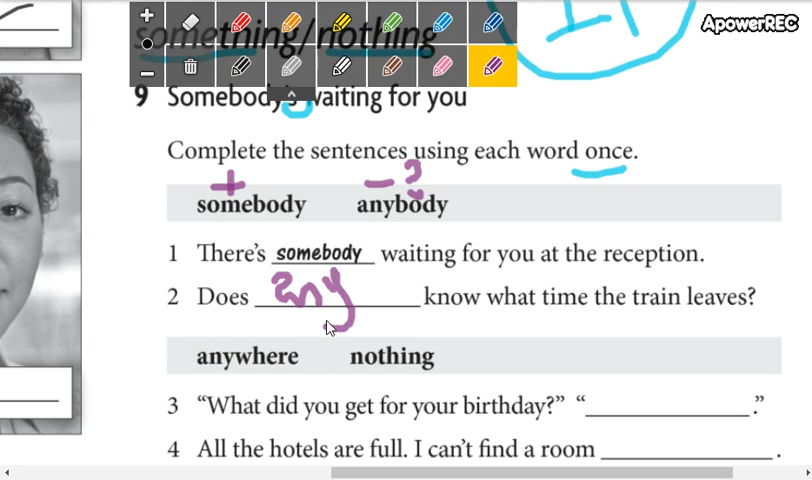 ApowerREC
something/nothing
9 Somebody's waiting for you
Complete the sentences using each word once.
+ - ?
somebody anybody
1 There's somebody waiting for you at the reception.
2 Does any know what time the train leaves?
anywhere nothing
3 “What did you get for your birthday?” “____________.”
4 All the hotels are full. I can't find a room ____________.